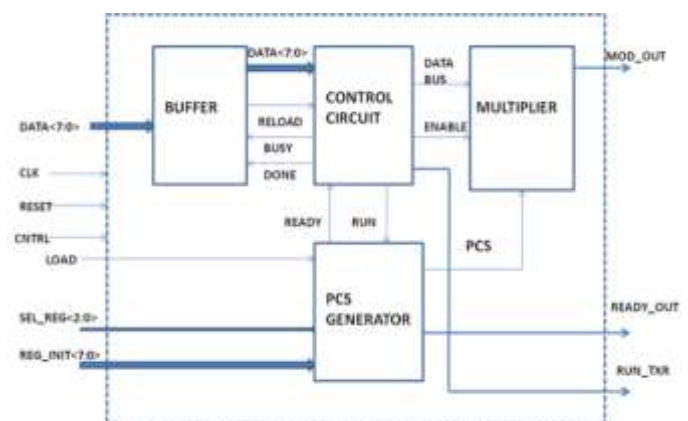 DATA<7:0>
MOD_OUT
DATA
BUS
BUFFER
CONTROL
CIRCUIT
MULTIPLIER
DATA<7:0>
RELOAD
ENABLE
BUSY
CLK
DONE
RESET
READY
RUN
CNTRL
PCS
LOAD
PCS
GENERATOR
READY_OUT
SEL_REG<2:0>
REG_INIT<7:0>
RUN_TXR